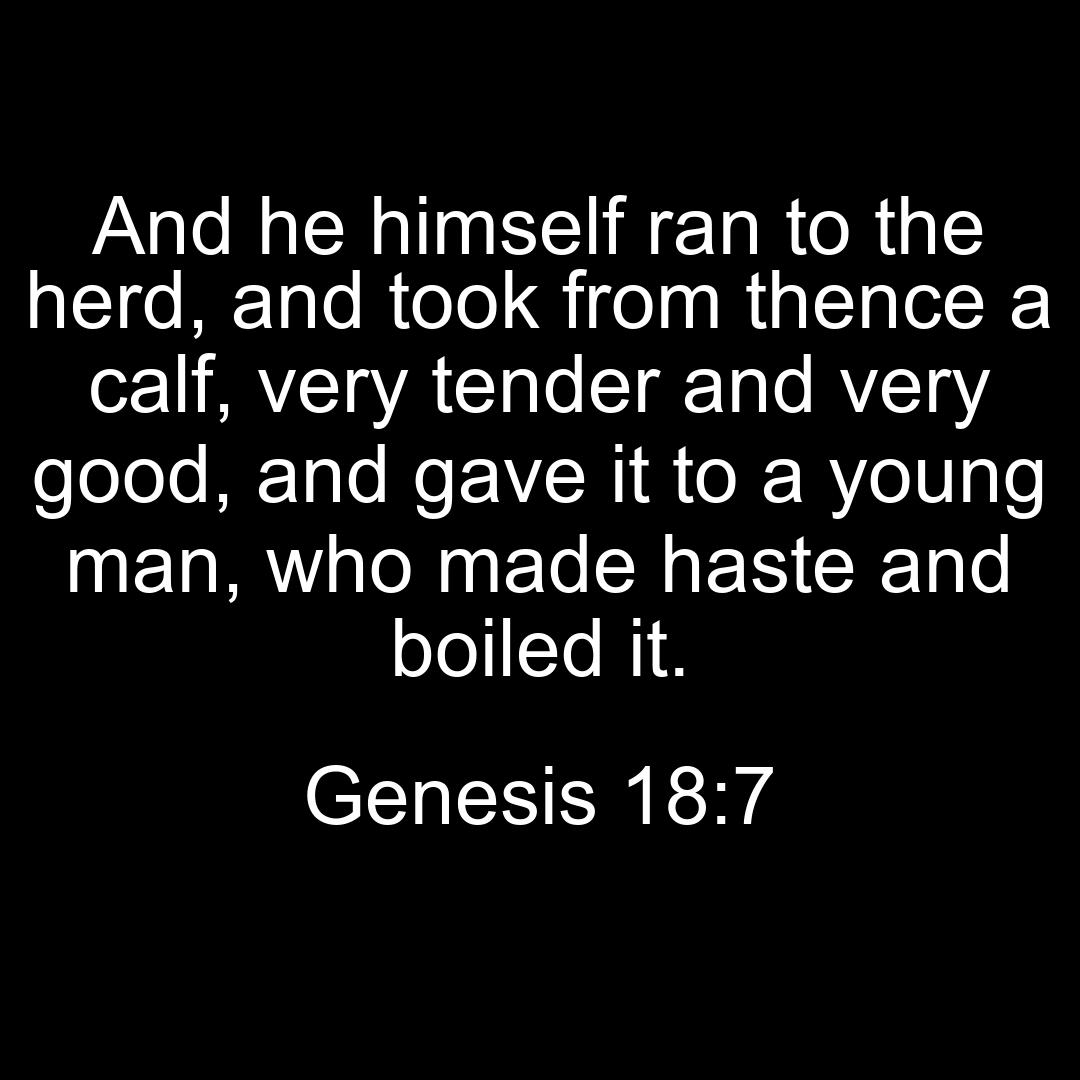 And he himself ran to the
herd, and took from thence a
calf, very tender and very
good, and gave it to a young
man, who made haste and
boiled it.
Genesis 18:7